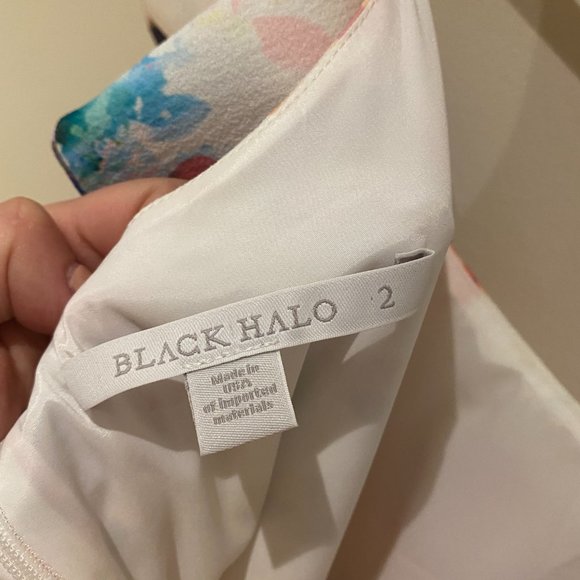 BLACK HALO 2
Made in
USA
of imported
materials